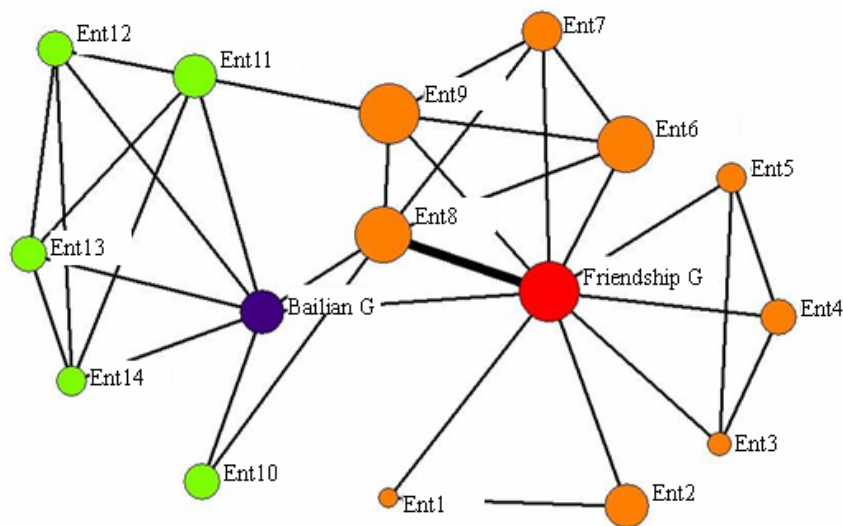 Ent7
Ent12
Ent11
Ent9
Ent6
Ent5
Ent8
Ent13
Friendship G
Bailian G
Ent4
Ent14
Ent3
Ent10
Ent1
Ent2